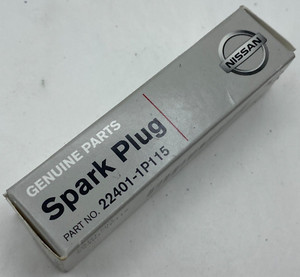 NISSAN
GENUINE PARTS
Spark Plug
PART NO. 22401-1P115